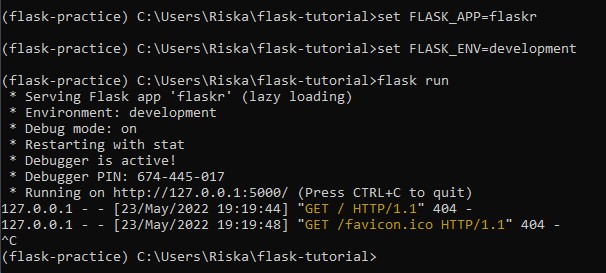 (flask-practice) C:\Users\Riska\flask-tutorial>set FLASK_APP=flaskr
(flask-practice) C:\Users\Riska\flask-tutorial>set FLASK_ENV=development
(flask-practice) C:\Users\Riska\flask-tutorial>flask run
* Serving Flask app 'flaskr' (lazy loading)
* Environment: development
* Debug mode: on
* Restarting with stat
* Debugger is active!
* Debugger PIN: 674-445-017
* Running on http://127.0.0.1:5000/ (Press CTRL+C to quit)
127.0.0.1 - - [23/May/2022 19:19:44] "GET / HTTP/1.1" 404 -
127.0.0.1 - - [23/May/2022 19:19:48] "GET /favicon.ico HTTP/1.1" 404 -
^C
(flask-practice) C:\Users\Riska\flask-tutorial>